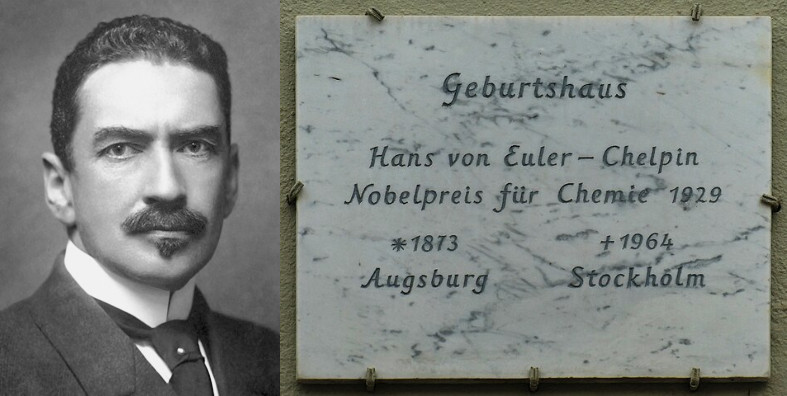 Geburtshaus
Hans von Euler – Chelpin
Nobelpreis für Chemie 1929
*1873 +1964
Augsburg Stockholm